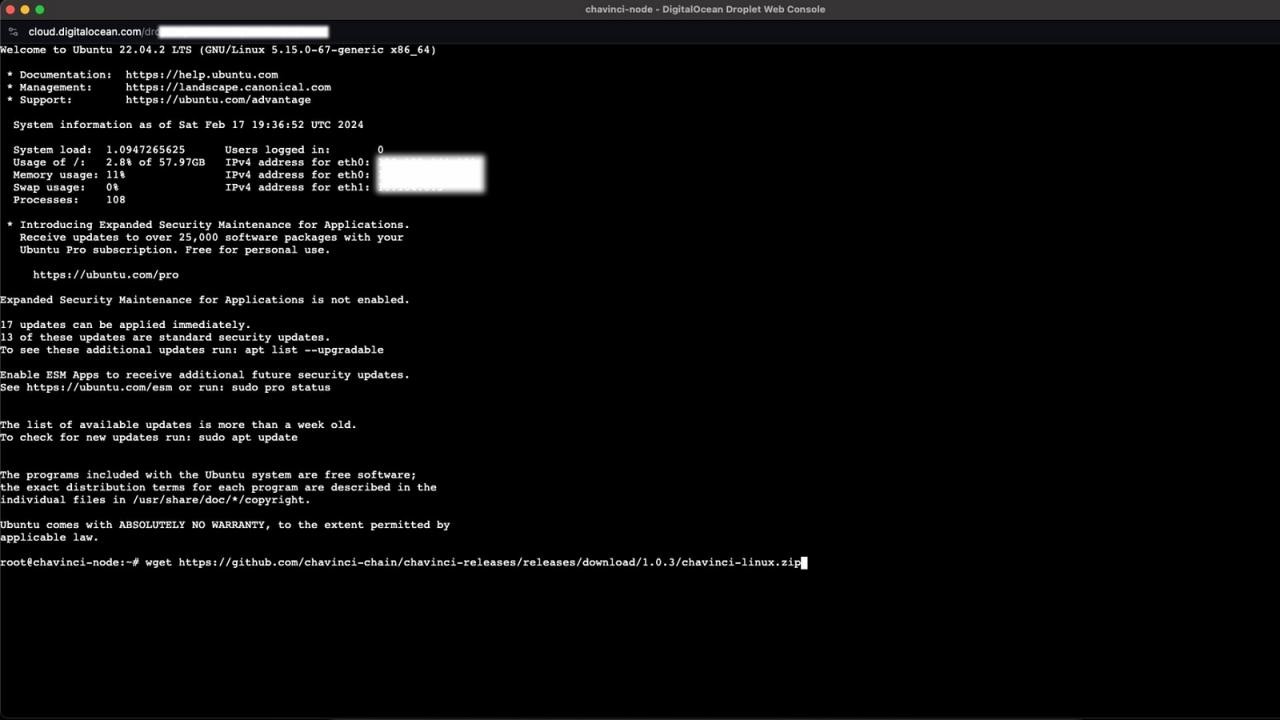 chavinci-node - DigitalOcean Droplet Web Console
cloud.digitalocean.com/dr
Welcome to Ubuntu 22.04.2 LTS (GNU/Linux 5.15.0-67-generic x86_64)
* Documentation: https://help.ubuntu.com
* Management: https://landscape.canonical.com
* Support: https://ubuntu.com/advantage
System information as of Sat Feb 17 19:36:52 UTC 2024
System load: 1.0947265625 Users logged in: 0
Usage of /: 2.8% of 57.97GB IPv4 address for eth0:
Memory usage: 11% IPv4 address for eth0:
Swap usage: 0% IPv4 address for eth1:
Processes: 108
* Introducing Expanded Security Maintenance for Applications.
Receive updates to over 25,000 software packages with your
Ubuntu Pro subscription. Free for personal use.
https://ubuntu.com/pro
Expanded Security Maintenance for Applications is not enabled.
17 updates can be applied immediately.
13 of these updates are standard security updates.
To see these additional updates run: apt list --upgradable
Enable ESM Apps to receive additional future security updates.
See https://ubuntu.com/esm or run: sudo pro status
The list of available updates is more than a week old.
To check for new updates run: sudo apt update
The programs included with the Ubuntu system are free software;
the exact distribution terms for each program are described in the
individual files in /usr/share/doc/*/copyright.
Ubuntu comes with ABSOLUTELY NO WARRANTY, to the extent permitted by
applicable law.
root@chavinci-node:~# wget https://github.com/chavinci-chain/chavinci-releases/releases/download/1.0.3/chavinci-linux.zip